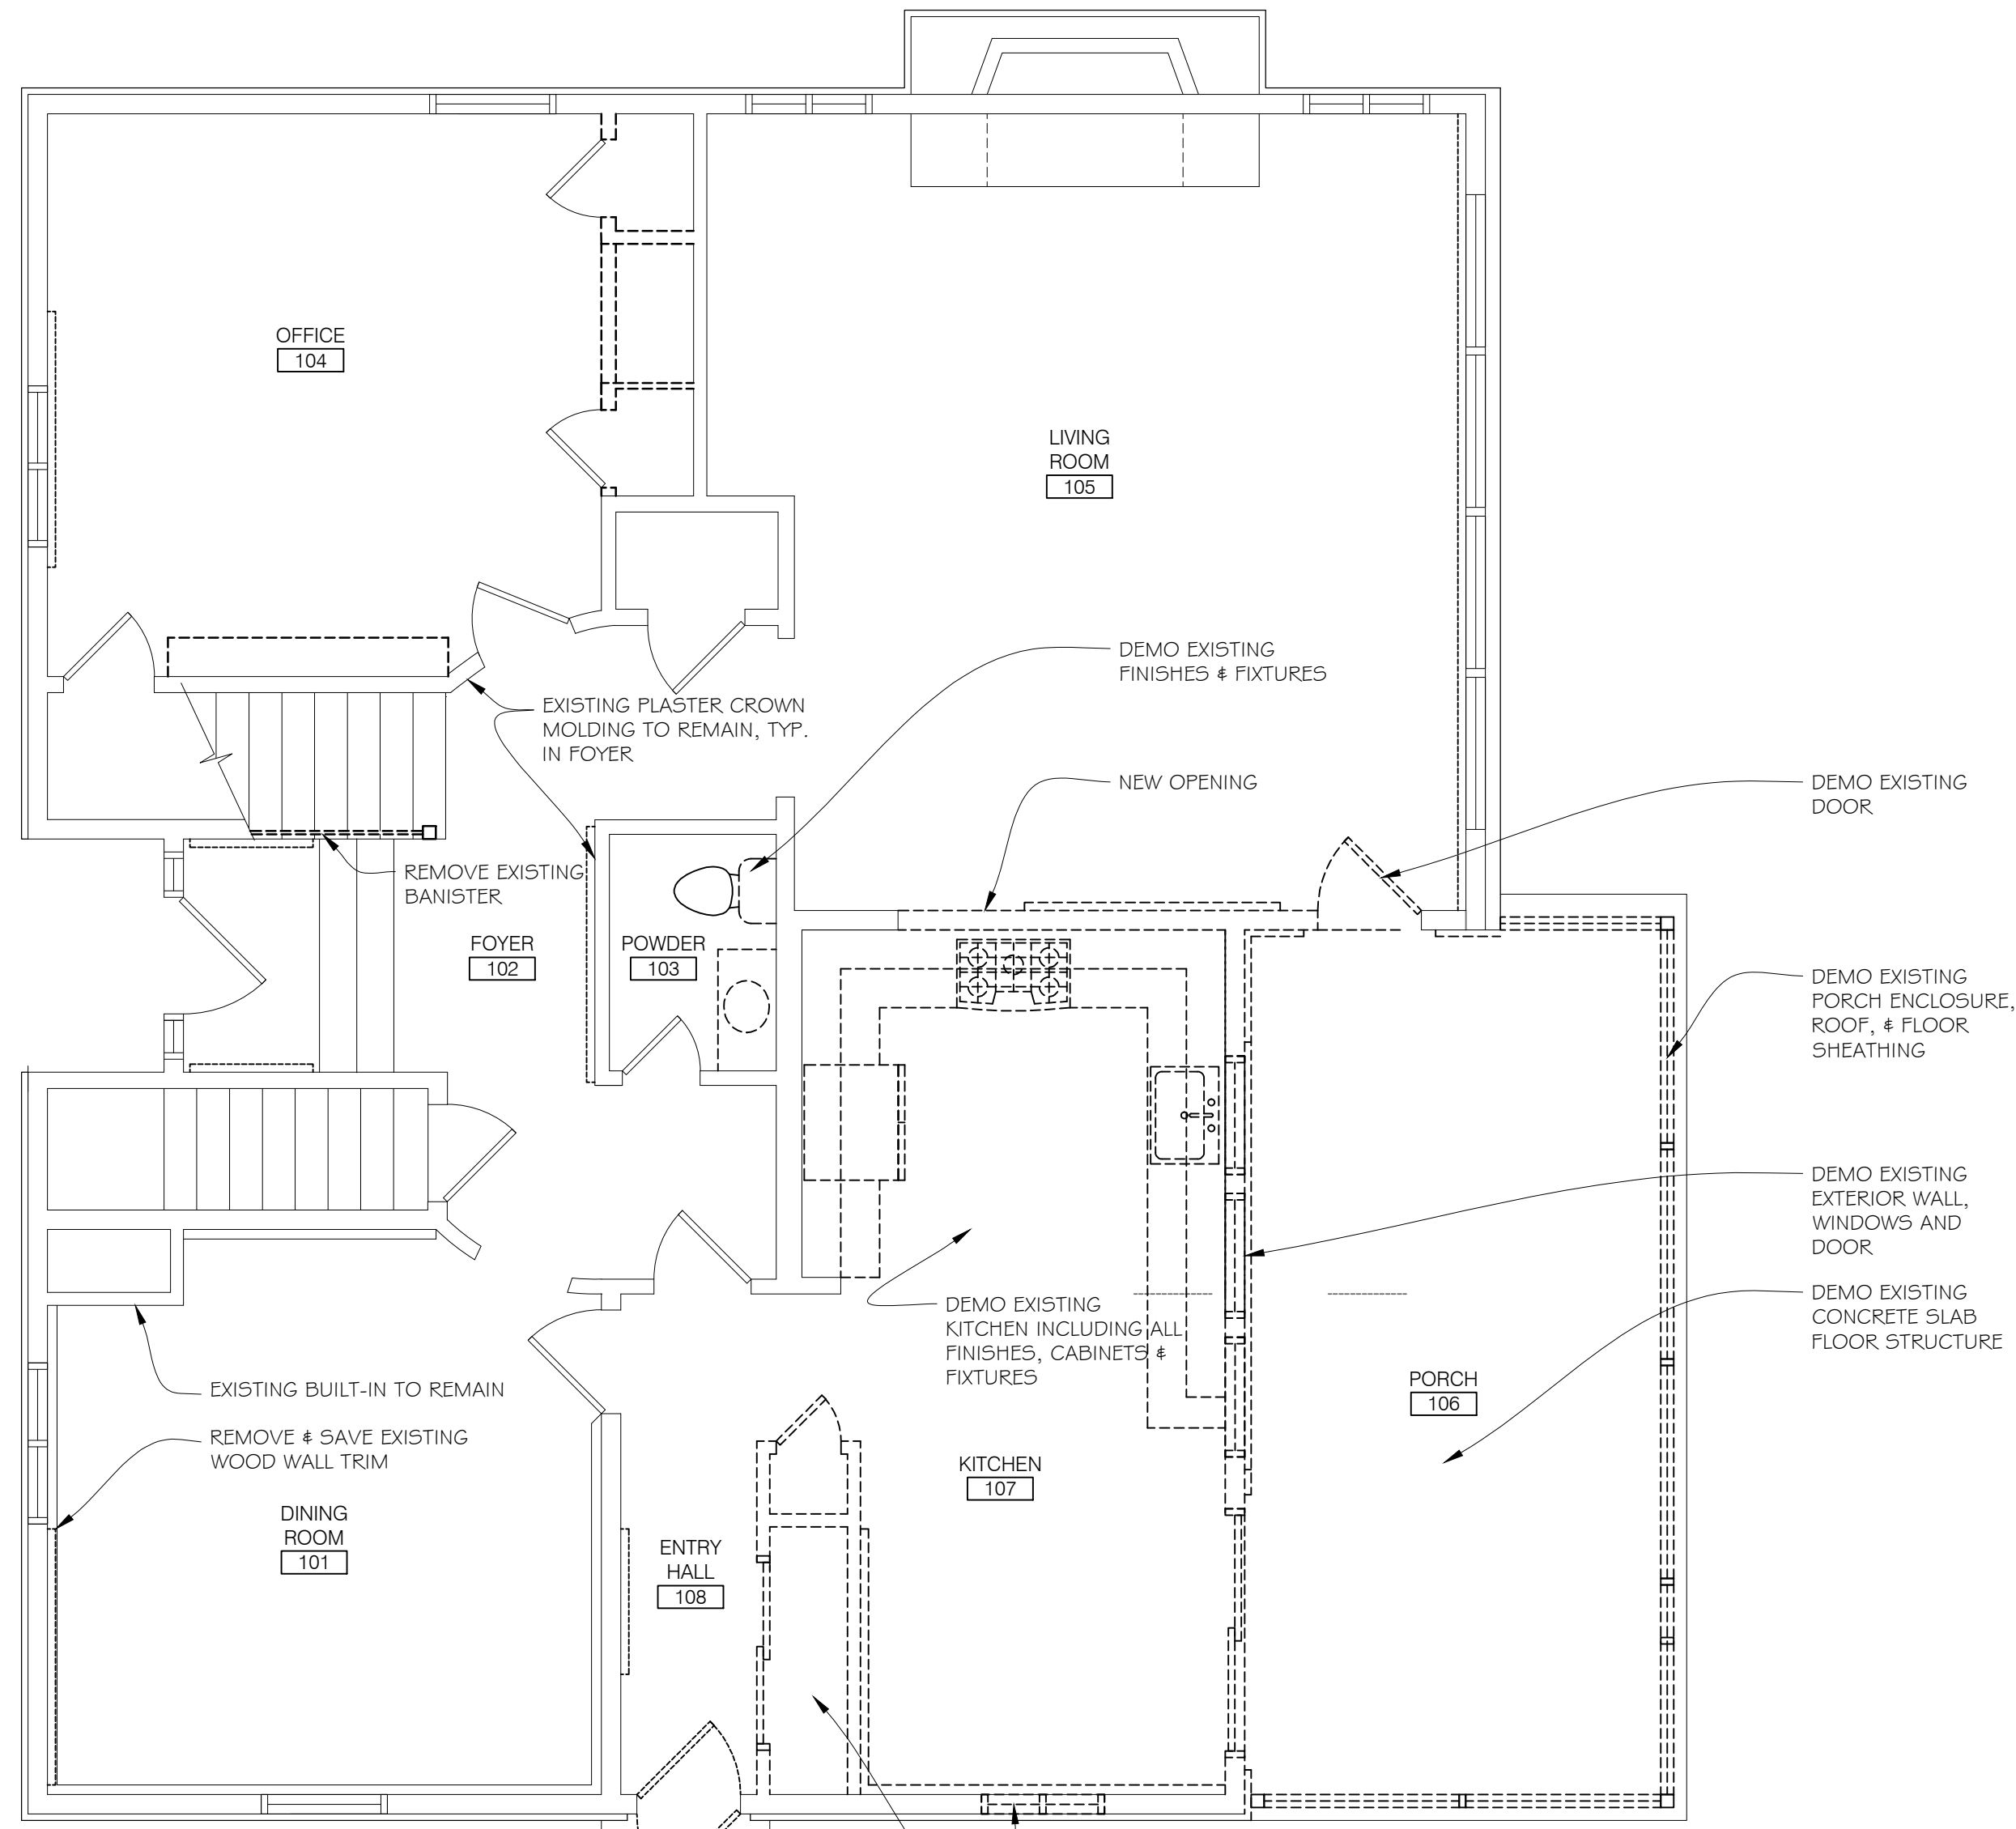 OFFICE
104
LIVING
ROOM
105
DEMO EXISTING
FINISHES & FIXTURES
EXISTING PLASTER CROWN
MOLDING TO REMAIN, TYP.
IN FOYER
NEW OPENING
DEMO EXISTING
DOOR
REMOVE EXISTING
BANISTER
FOYER
102
POWDER
103
DEMO EXISTING
PORCH ENCLOSURE,
ROOF, & FLOOR
SHEATHING
DEMO EXISTING
EXTERIOR WALL,
WINDOWS AND
DOOR
DEMO EXISTING
KITCHEN INCLUDING ALL
FINISHES, CABINETS &
FIXTURES
DEMO EXISTING
CONCRETE SLAB
FLOOR STRUCTURE
EXISTING BUILT-IN TO REMAIN
PORCH
106
REMOVE & SAVE EXISTING
WOOD WALL TRIM
KITCHEN
107
DINING
ROOM
101
ENTRY
HALL
108